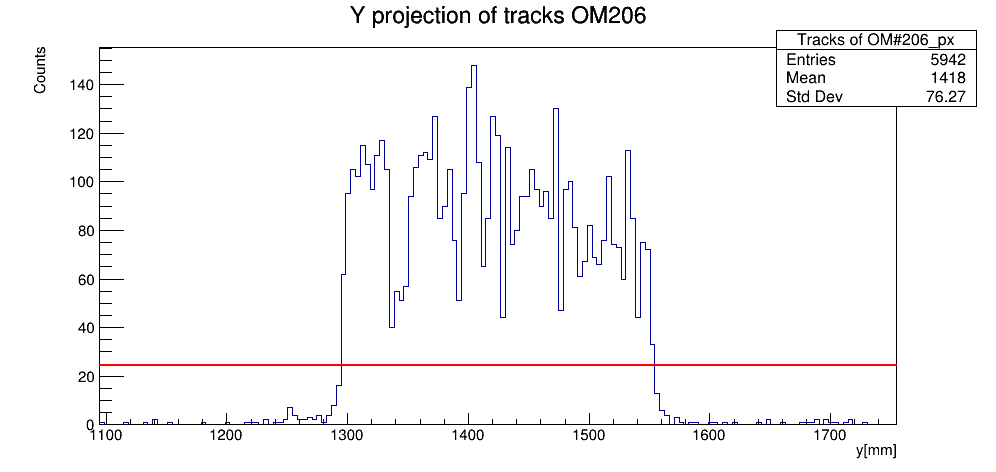 Y projection of tracks OM206
Tracks of OM#206_px
Entries 5942
Mean 1418
Std Dev 76.27
Counts
140
120
100
80
60
40
20
0
1100 1200 1300 1400 1500 1600 1700
y[mm]